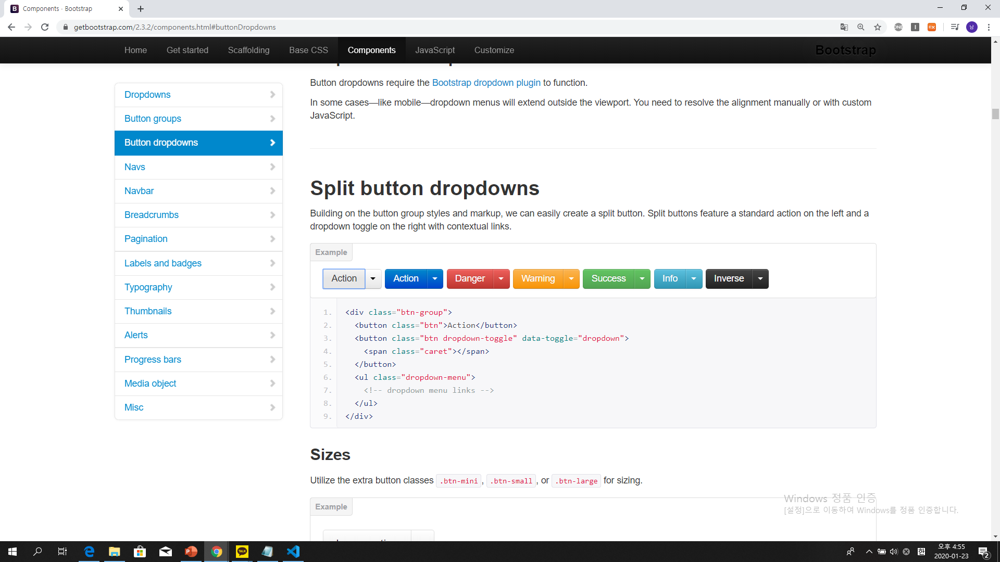 Components · Bootstrap
getbootstrap.com/2.3.2/components.html#buttonDropdowns
남
Home Get started Scaffolding Base CSS Components JavaScript Customize Bootstrap
Dropdowns
Button groups
Button dropdowns
Navs
Navbar
Breadcrumbs
Pagination
Labels and badges
Typography
Thumbnails
Alerts
Progress bars
Media object
Misc
Button dropdowns require the Bootstrap dropdown plugin to function.
In some cases—like mobile—dropdown menus will extend outside the viewport. You need to resolve the alignment manually or with custom
JavaScript.
Split button dropdowns
Building on the button group styles and markup, we can easily create a split button. Split buttons feature a standard action on the left and a
dropdown toggle on the right with contextual links.
Example
Action Action Danger Warning Success Info Inverse
1. <div class="btn-group">
2. <button class="btn">Action</button>
3. <button class="btn dropdown-toggle" data-toggle="dropdown">
4. <span class="caret"></span>
5. </button>
6. <ul class="dropdown-menu">
7. <!-- dropdown menu links -->
8. </ul>
9. </div>
Sizes
Utilize the extra button classes .btn-mini, .btn-small, or .btn-large for sizing.
Example
Windows 정품 인증
[설정]으로 이동하여 Windows를 정품 인증합니다.
TALK
한
오후 4:55
2020-01-23
2